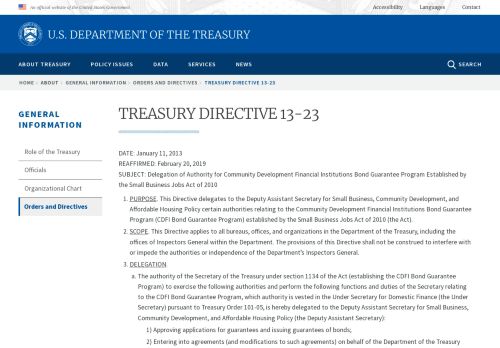 An official website of the United States Government
Accessibility Languages Contact
U.S. DEPARTMENT OF THE TREASURY
ABOUT TREASURY POLICY ISSUES DATA SERVICES NEWS SEARCH
HOME › ABOUT › GENERAL INFORMATION › ORDERS AND DIRECTIVES › TREASURY DIRECTIVE 13-23
GENERAL
INFORMATION
Role of the Treasury
Officials
Organizational Chart
Orders and Directives
TREASURY DIRECTIVE 13-23
DATE: January 11, 2013
REAFFIRMED: February 20, 2019
SUBJECT: Delegation of Authority for Community Development Financial Institutions Bond Guarantee Program Established by
the Small Business Jobs Act of 2010
1. PURPOSE. This Directive delegates to the Deputy Assistant Secretary for Small Business, Community Development, and
Affordable Housing Policy certain authorities relating to the Community Development Financial Institutions Bond Guarantee
Program (CDFI Bond Guarantee Program) established by the Small Business Jobs Act of 2010 (the Act).
2. SCOPE. This Directive applies to all bureaus, offices, and organizations in the Department of the Treasury, including the
offices of Inspectors General within the Department. The provisions of this Directive shall not be construed to interfere with
or impede the authorities or independence of the Department's Inspectors General.
3. DELEGATION
a. The authority of the Secretary of the Treasury under section 1134 of the Act (establishing the CDFI Bond Guarantee
Program) to exercise the following authorities and perform the following functions and duties of the Secretary relating
to the CDFI Bond Guarantee Program, which authority is vested in the Under Secretary for Domestic Finance (the Under
Secretary) pursuant to Treasury Order 101-05, is hereby delegated to the Deputy Assistant Secretary for Small Business,
Community Development, and Affordable Housing Policy (the Deputy Assistant Secretary):
1) Approving applications for guarantees and issuing guarantees of bonds;
2) Entering into agreements (and modifications to such agreements) on behalf of the Department of the Treasury